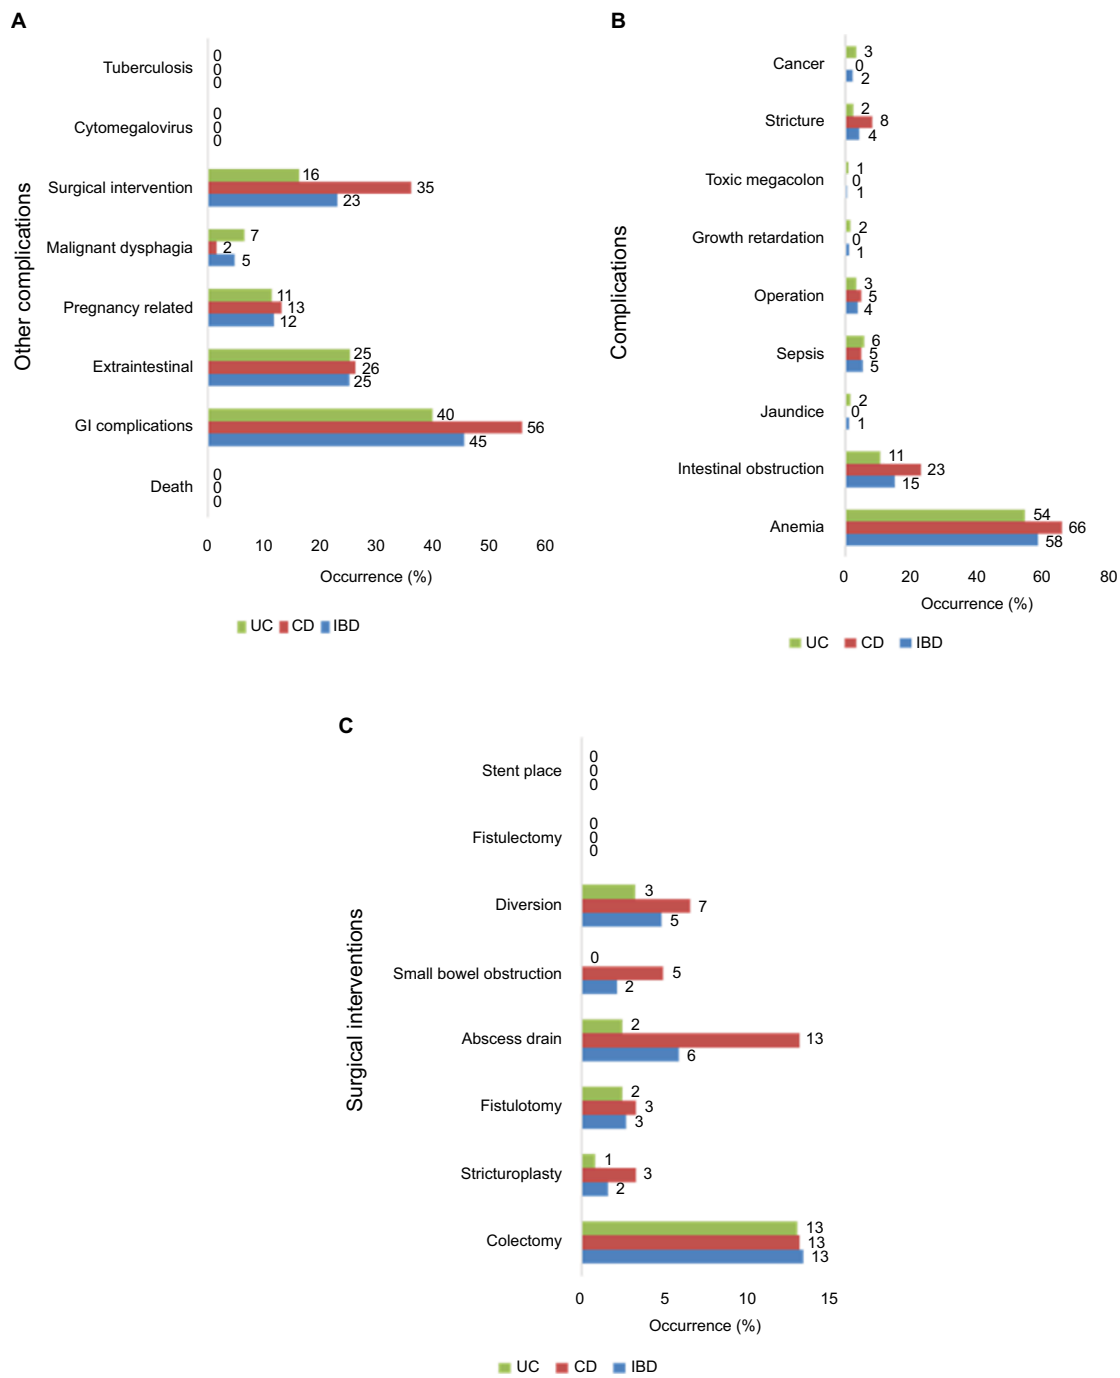 A
Other complications
Tuberculosis
0
0
0
Cytomegalovirus
0
0
0
Surgical intervention
16
35
23
Malignant dysphagia
7
2
5
Pregnancy related
11
13
12
Extraintestinal
25
26
25
GI complications
40
56
45
Death
0
0
0
0 10 20 30 40 50 60
Occurrence (%)
UC CD IBD
B
Complications
Cancer
3
0
2
Stricture
2
8
4
Toxic megacolon
1
0
1
Growth retardation
2
0
1
Operation
3
5
4
Sepsis
6
5
5
Jaundice
2
0
1
Intestinal obstruction
11
23
15
Anemia
54
66
58
0 20 40 60 80
Occurrence (%)
UC CD IBD
C
Surgical interventions
Stent place
0
0
0
Fistulectomy
0
0
0
Diversion
3
7
5
Small bowel obstruction
0
5
2
Abscess drain
2
13
6
Fistulotomy
2
3
3
Stricturoplasty
1
3
2
Colectomy
13
13
13
0 5 10 15
Occurrence (%)
UC CD IBD